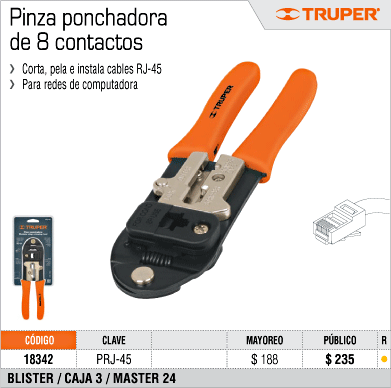 Pinza ponchadora
de 8 contactos
TRUPER®
Corta, pela e instala cables RJ-45
Para redes de computadora
TRUPER
TRUPER
CÓDIGO CLAVE MAYOREO PÚBLICO R
18342 PRJ-45 $ 188 $ 235
BLISTER / CAJA 3 / MASTER 24